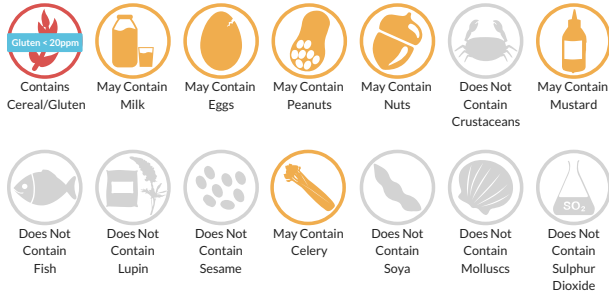 Gluten < 20ppm
Contains
Cereal/Gluten
May Contain
Milk
May Contain
Eggs
May Contain
Peanuts
May Contain
Nuts
Does Not
Contain
Crustaceans
May Contain
Mustard
Does Not
Contain
Fish
Does Not
Contain
Lupin
Does Not
Contain
Sesame
May Contain
Celery
Does Not
Contain
Soya
Does Not
Contain
Molluscs
SO₂
Does Not
Contain
Sulphur
Dioxide